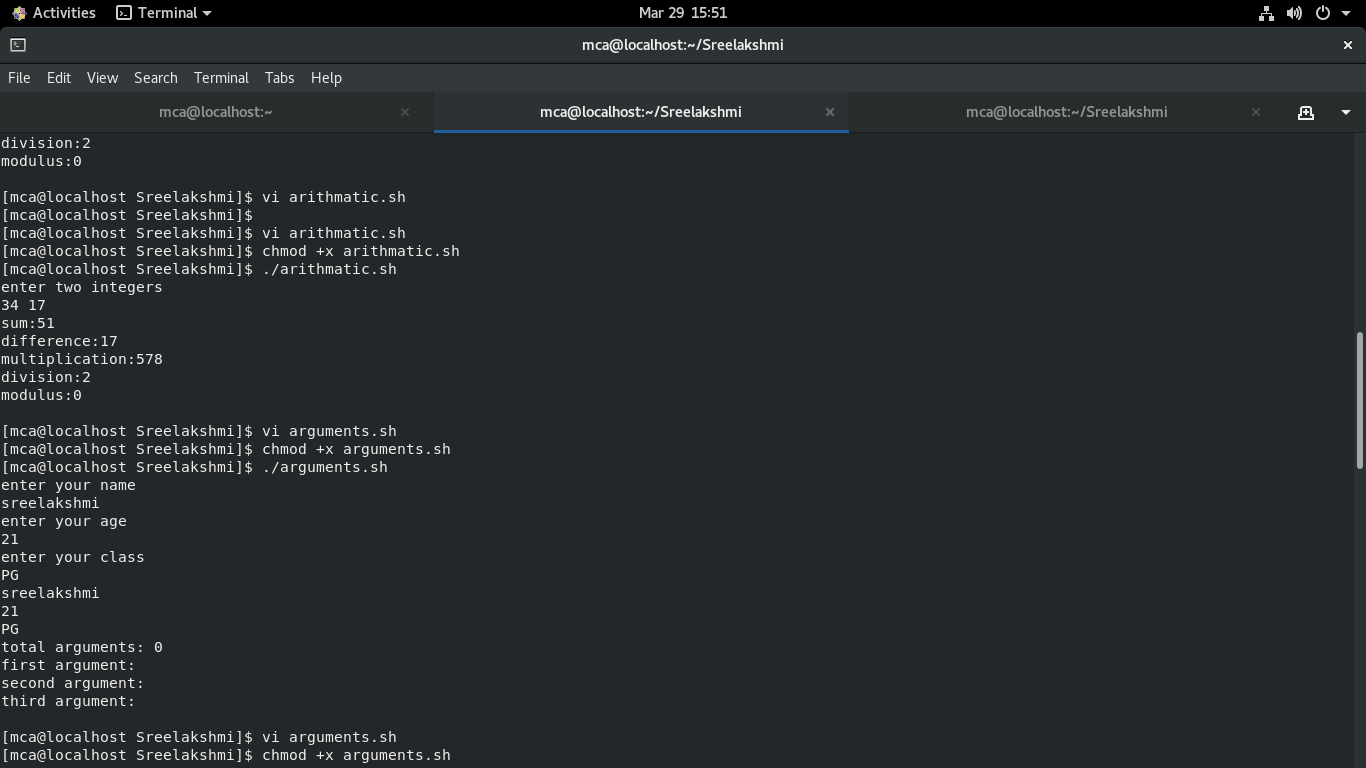 Activities Terminal Mar 29 15:51
mca@localhost:~/Sreelakshmi
File Edit View Search Terminal Tabs Help
mca@localhost:~ mca@localhost:~/Sreelakshmi mca@localhost:~/Sreelakshmi
division:2
modulus:0
[mca@localhost Sreelakshmi]$ vi arithmatic.sh
[mca@localhost Sreelakshmi]$
[mca@localhost Sreelakshmi]$ vi arithmatic.sh
[mca@localhost Sreelakshmi]$ chmod +x arithmatic.sh
[mca@localhost Sreelakshmi]$ ./arithmatic.sh
enter two integers
34 17
sum:51
difference:17
multiplication:578
division:2
modulus:0
[mca@localhost Sreelakshmi]$ vi arguments.sh
[mca@localhost Sreelakshmi]$ chmod +x arguments.sh
[mca@localhost Sreelakshmi]$ ./arguments.sh
enter your name
sreelakshmi
enter your age
21
enter your class
PG
sreelakshmi
21
PG
total arguments: 0
first argument:
second argument:
third argument:
[mca@localhost Sreelakshmi]$ vi arguments.sh
[mca@localhost Sreelakshmi]$ chmod +x arguments.sh